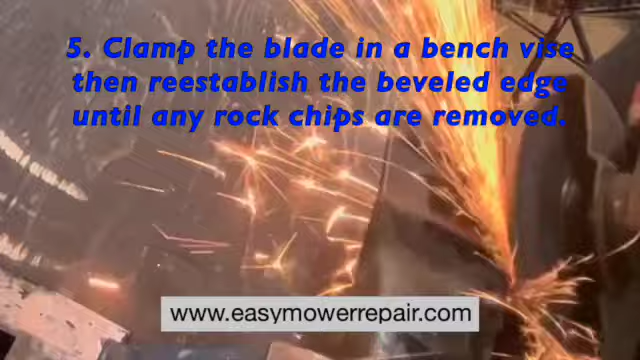 5. Clamp the blade in a bench vise
then reestablish the beveled edge
until any rock chips are removed.
www.easymowerrepair.com